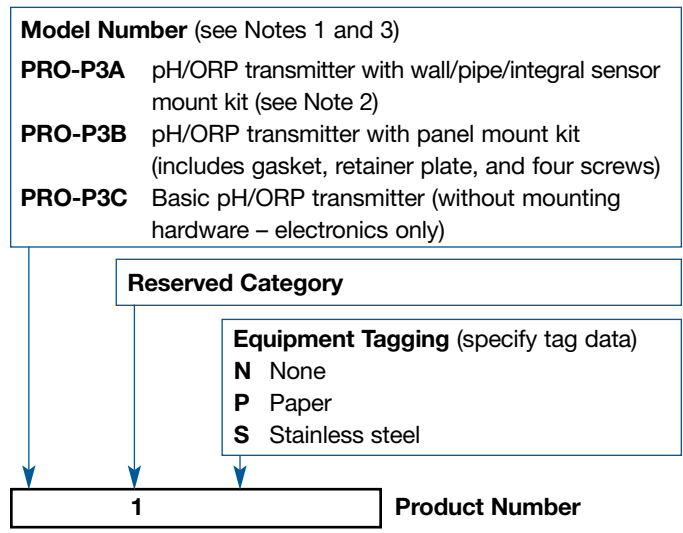 Model Number (see Notes 1 and 3)
PRO-P3A pH/ORP transmitter with wall/pipe/integral sensor
mount kit (see Note 2)
PRO-P3B pH/ORP transmitter with panel mount kit
(includes gasket, retainer plate, and four screws)
PRO-P3C Basic pH/ORP transmitter (without mounting
hardware – electronics only)
Reserved Category
Equipment Tagging (specify tag data)
N None
P Paper
S Stainless steel
1 Product Number